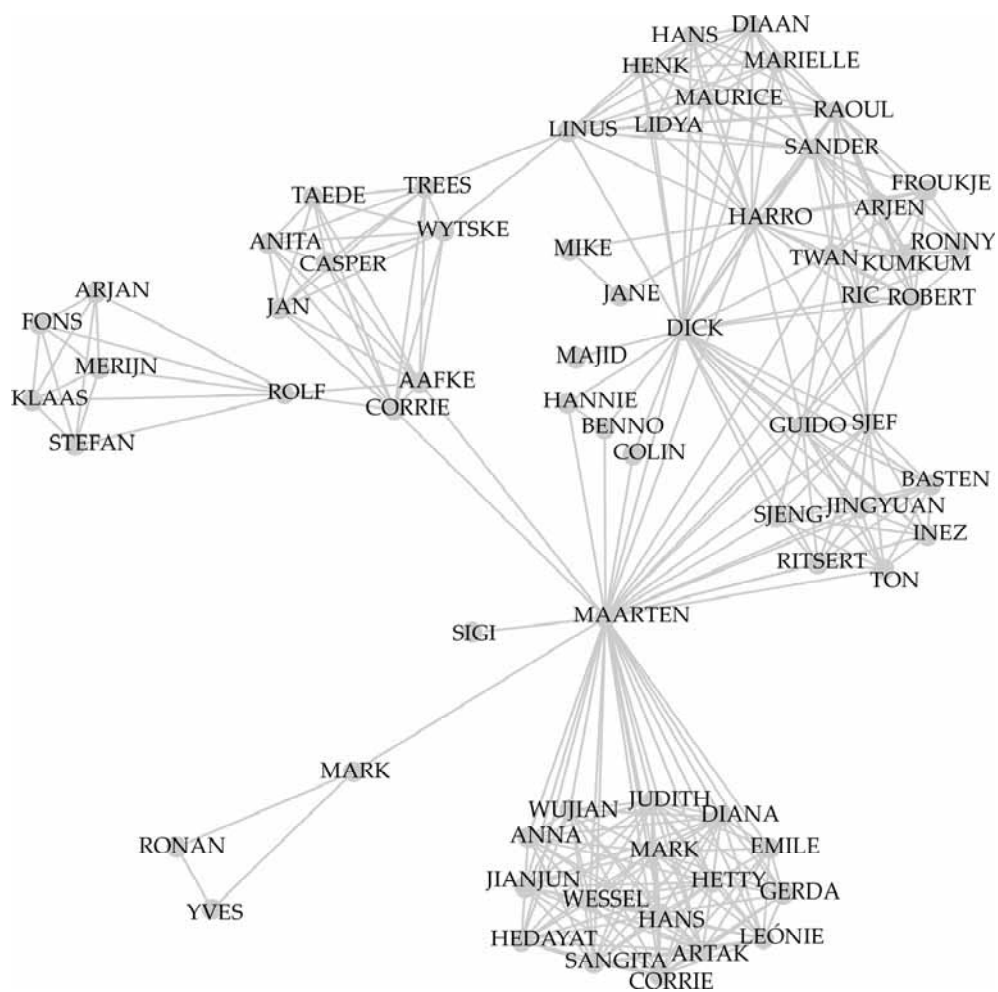 DIAAN
HANS
HENK
MARIELLE
MAURICE
RAOUL
LINUS
LIDYA
SANDER
TAEDE
TREES
FROUKJE
ARJEN
HARRO
ANITA
WYTSKE
CASPER
MIKE
TWAN
RONNY
KUMKUM
ARJAN
JAN
JANE
RIC
ROBERT
FONS
DICK
MERIJN
MAJID
KLAAS
ROLF
AAFKE
CORRIE
HANNIE
STEFAN
BENNO
GUIDO
SJEF
COLIN
BASTEN
SJENG
JINGYUAN
INEZ
RITSERT
TON
MAARTEN
SIGI
MARK
WUJIAN
JUDITH
DIANA
ANNA
RONAN
MARK
EMILE
JIANJUN
WESSEL
HETTY
GERDA
YVES
HANS
HEDAYAT
LEÓNIE
SANGITA
ARTAK
CORRIE